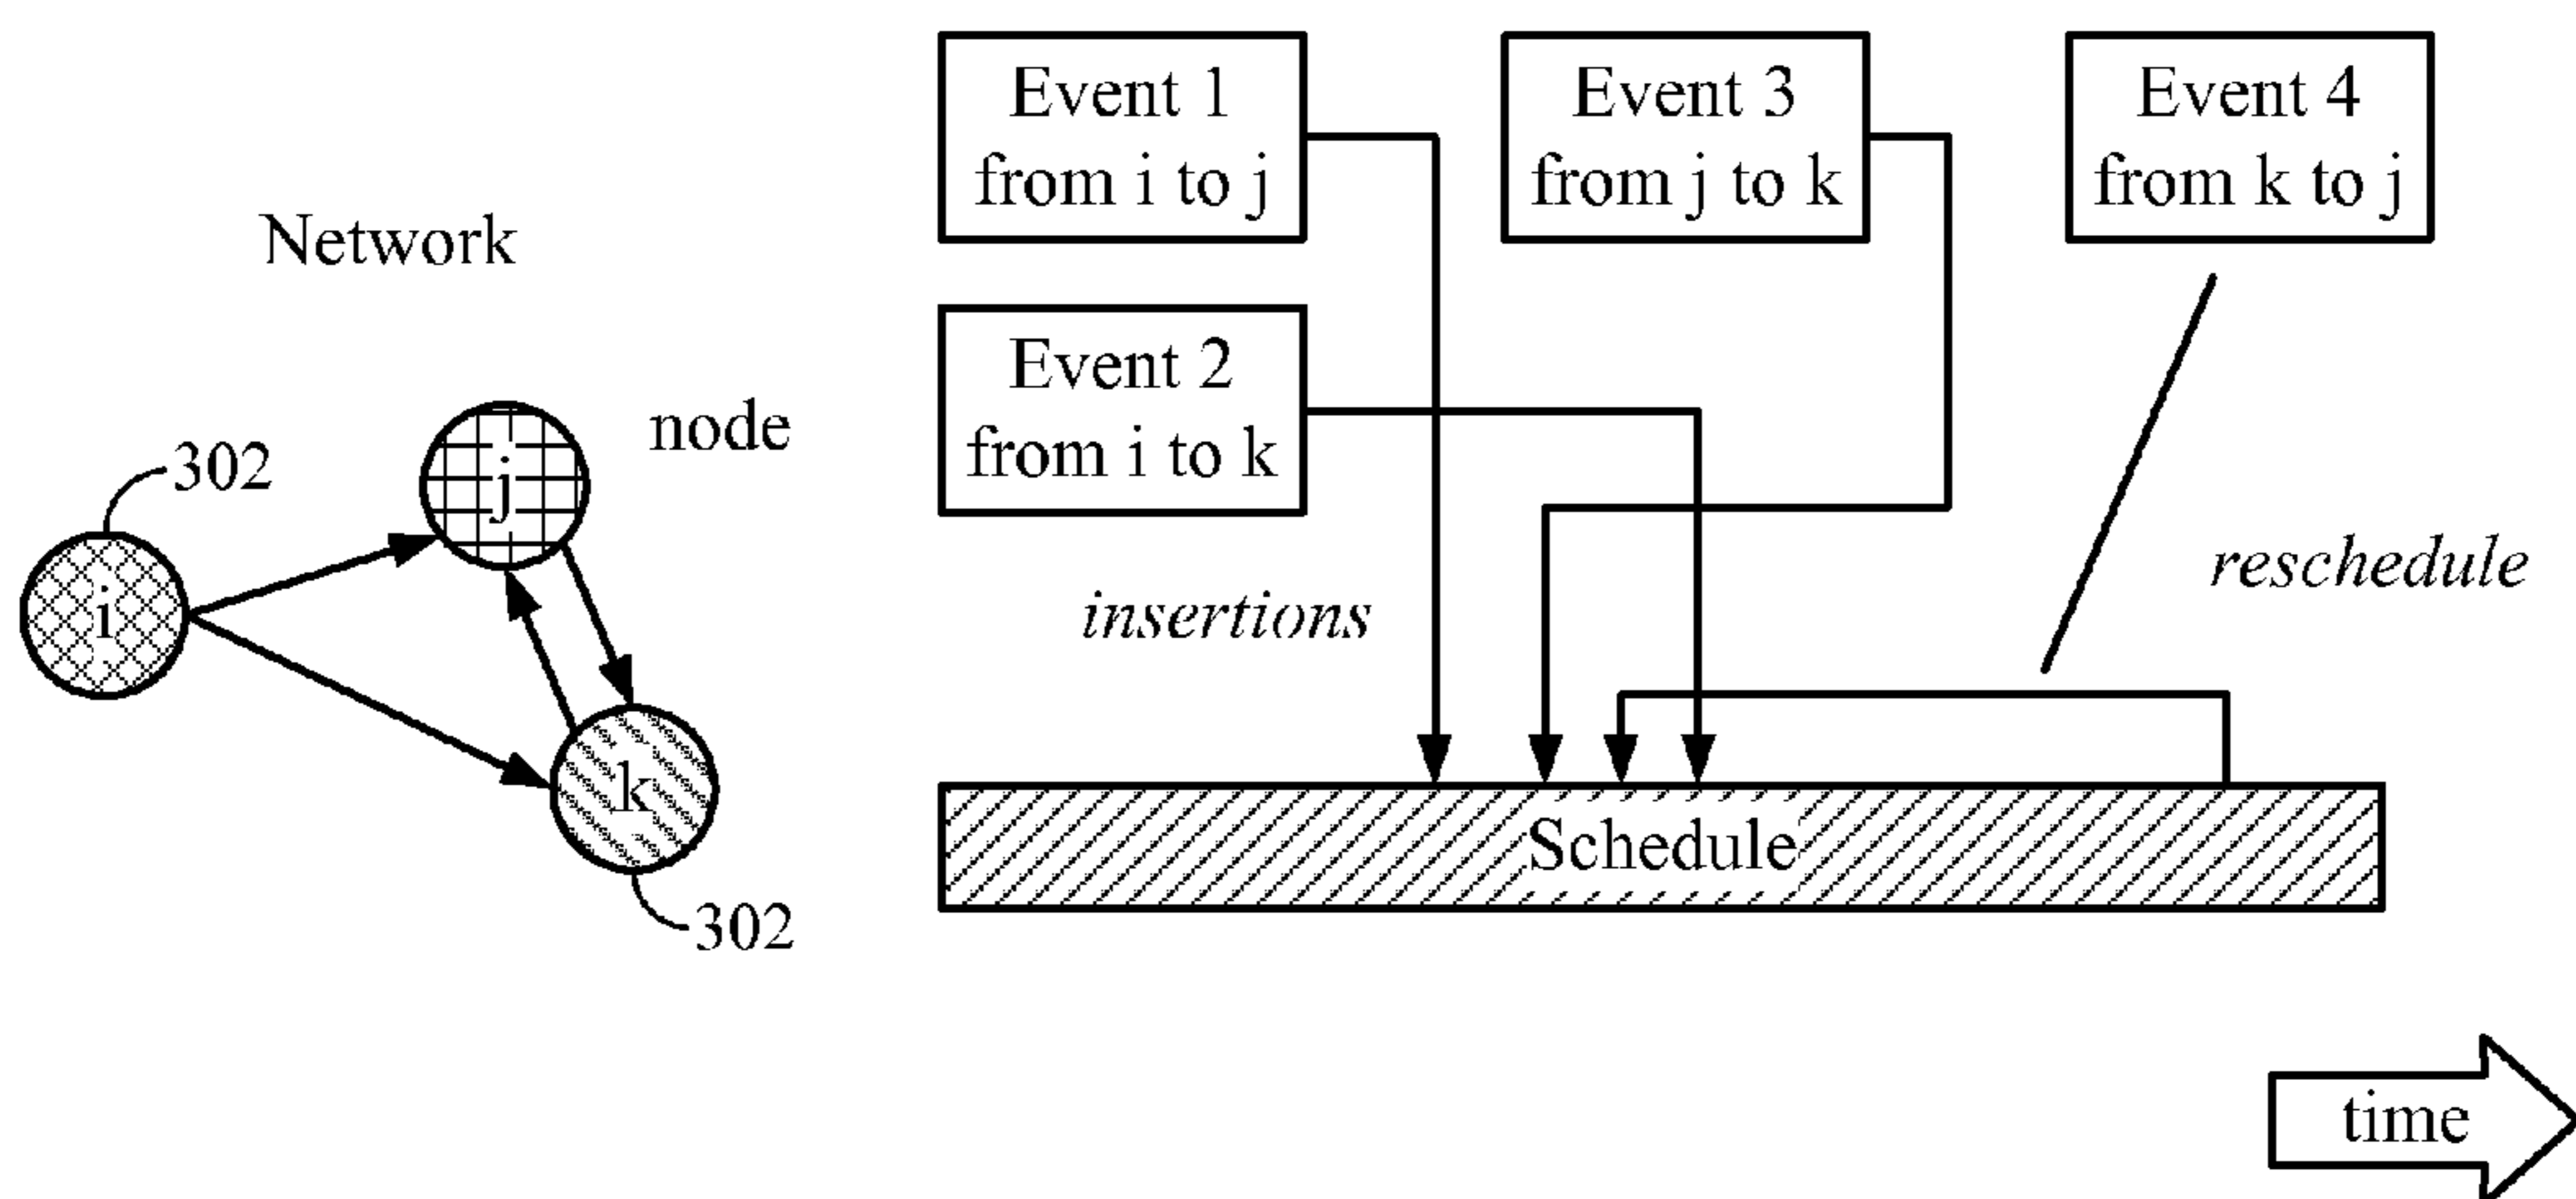 Network
302
i
j
node
k
302
Event 1
from i to j
Event 2
from i to k
Event 3
from j to k
Event 4
from k to j
insertions
reschedule
Schedule
time